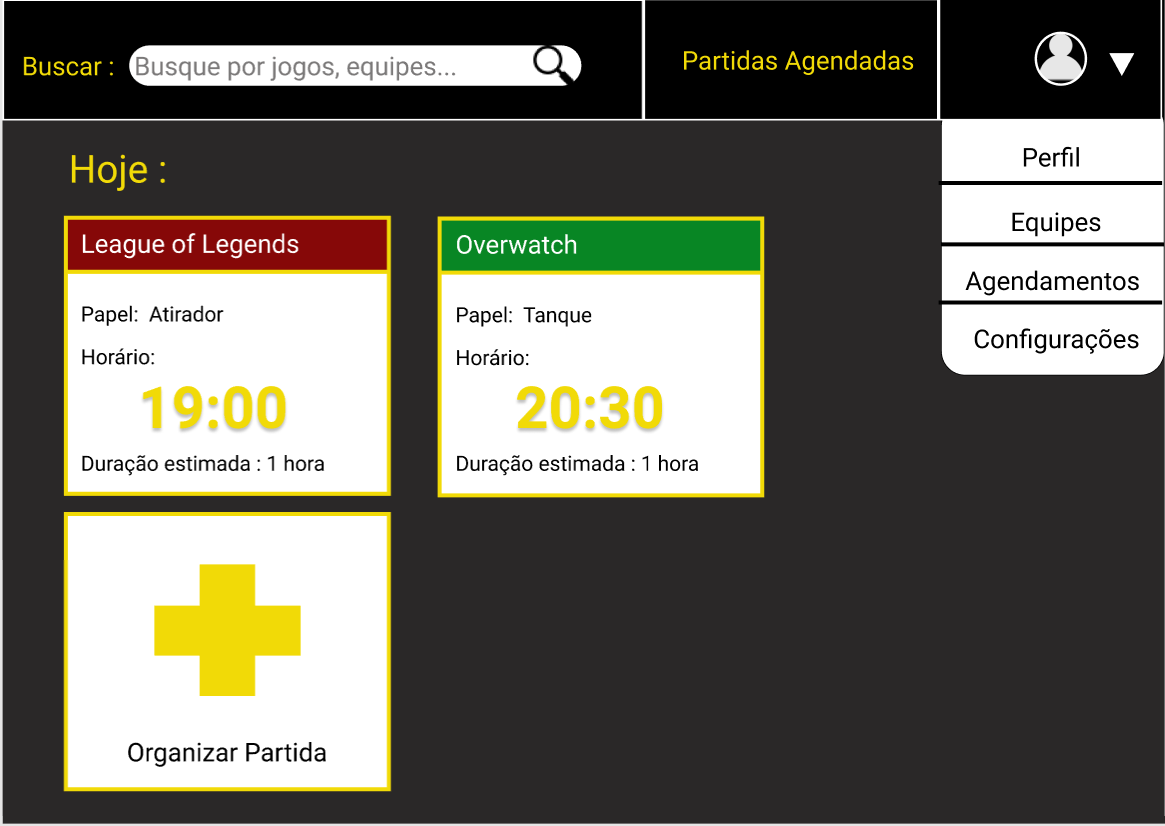 Buscar :
Busque por jogos, equipes...
Partidas Agendadas
Perfil
Equipes
Agendamentos
Configurações
Hoje :
League of Legends
Papel: Atirador
Horário:
19:00
Duração estimada : 1 hora
Overwatch
Papel: Tanque
Horário:
20:30
Duração estimada : 1 hora
Organizar Partida